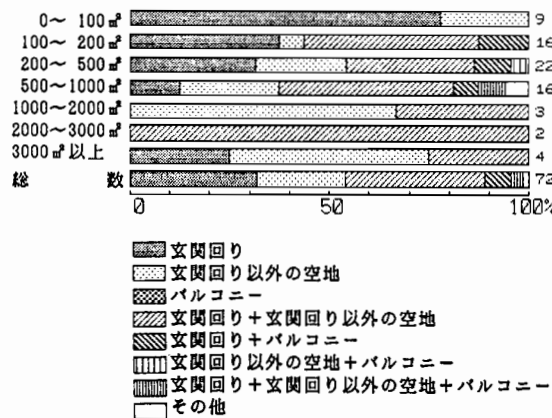 0～ 100㎡ 9
100～ 200㎡ 16
200～ 500㎡ 22
500～1000㎡ 16
1000～2000㎡ 3
2000～3000㎡ 2
3000㎡以上 4
総 数 72
0 50 100%
玄関回り
玄関回り以外の空地
バルコニー
玄関回り＋玄関回り以外の空地
玄関回り＋バルコニー
玄関回り以外の空地＋バルコニー
玄関回り＋玄関回り以外の空地＋バルコニー
その他